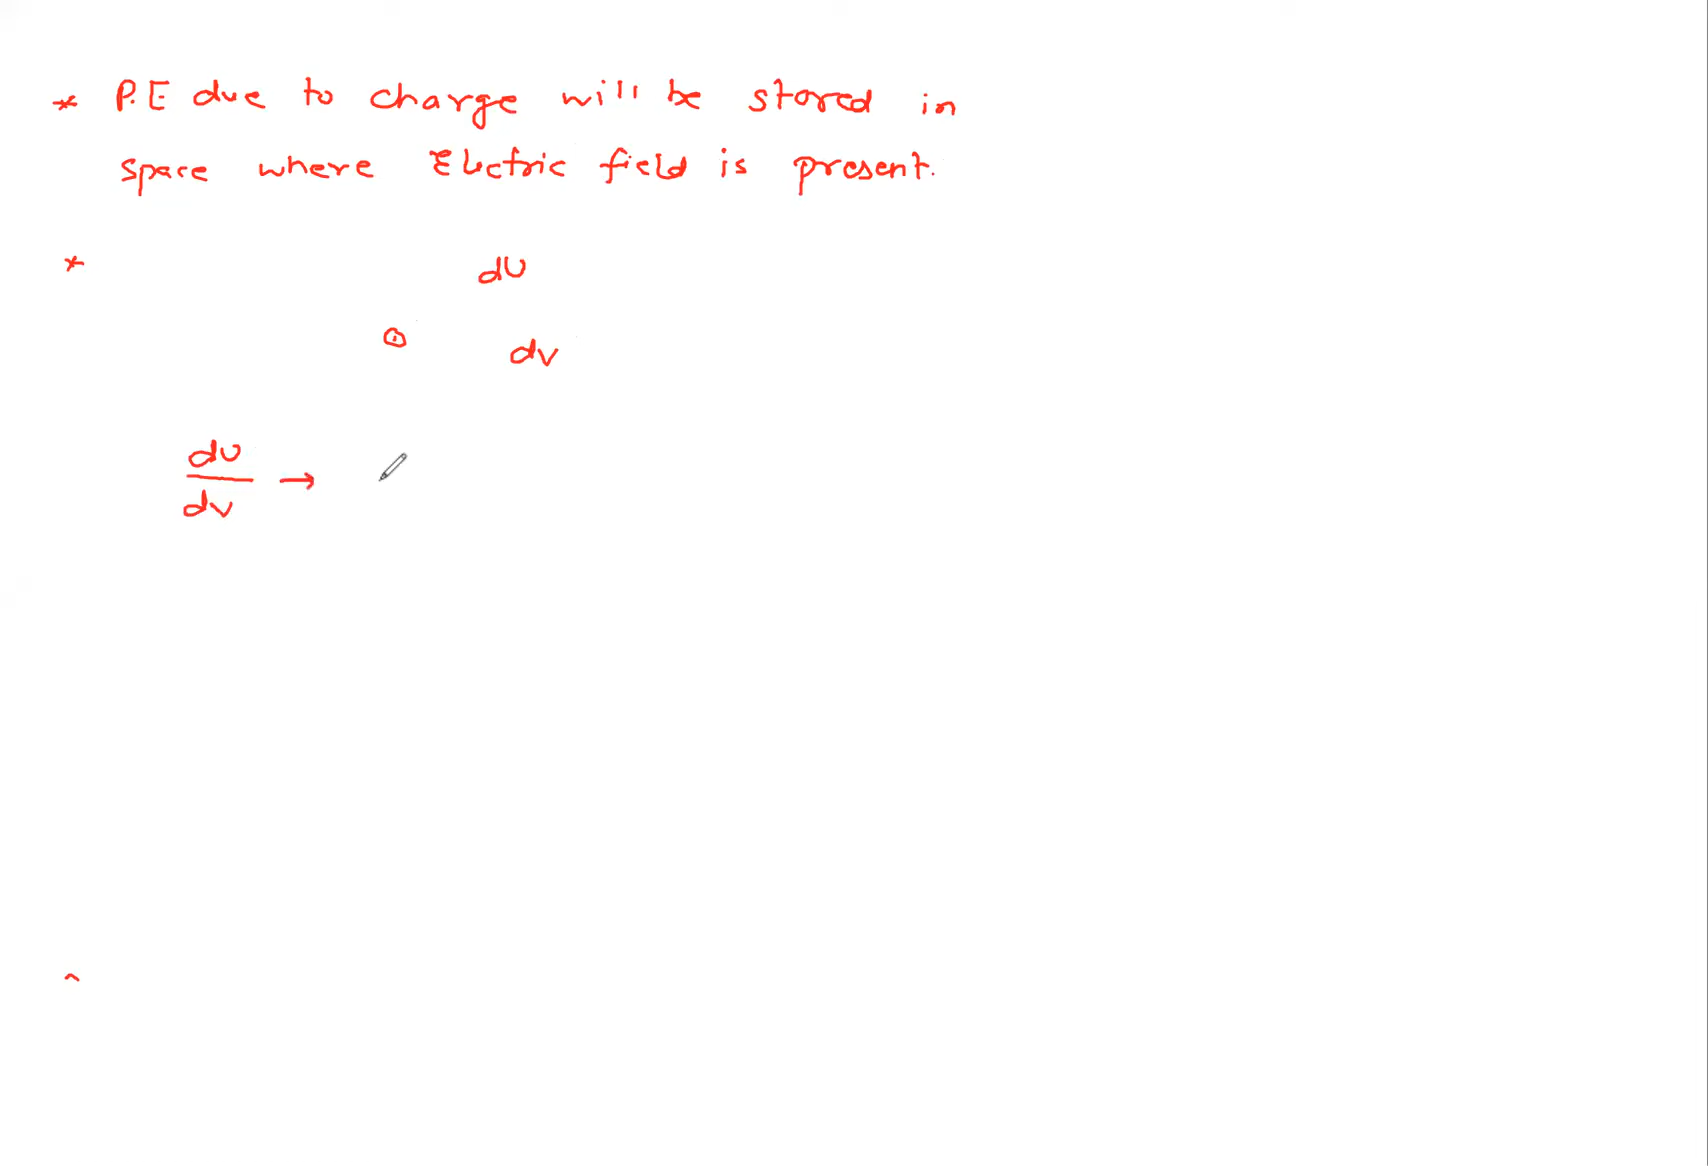 * P.E due to charge will be stored in
space where Electric field is present.
*
dU
dv
dU
dv →